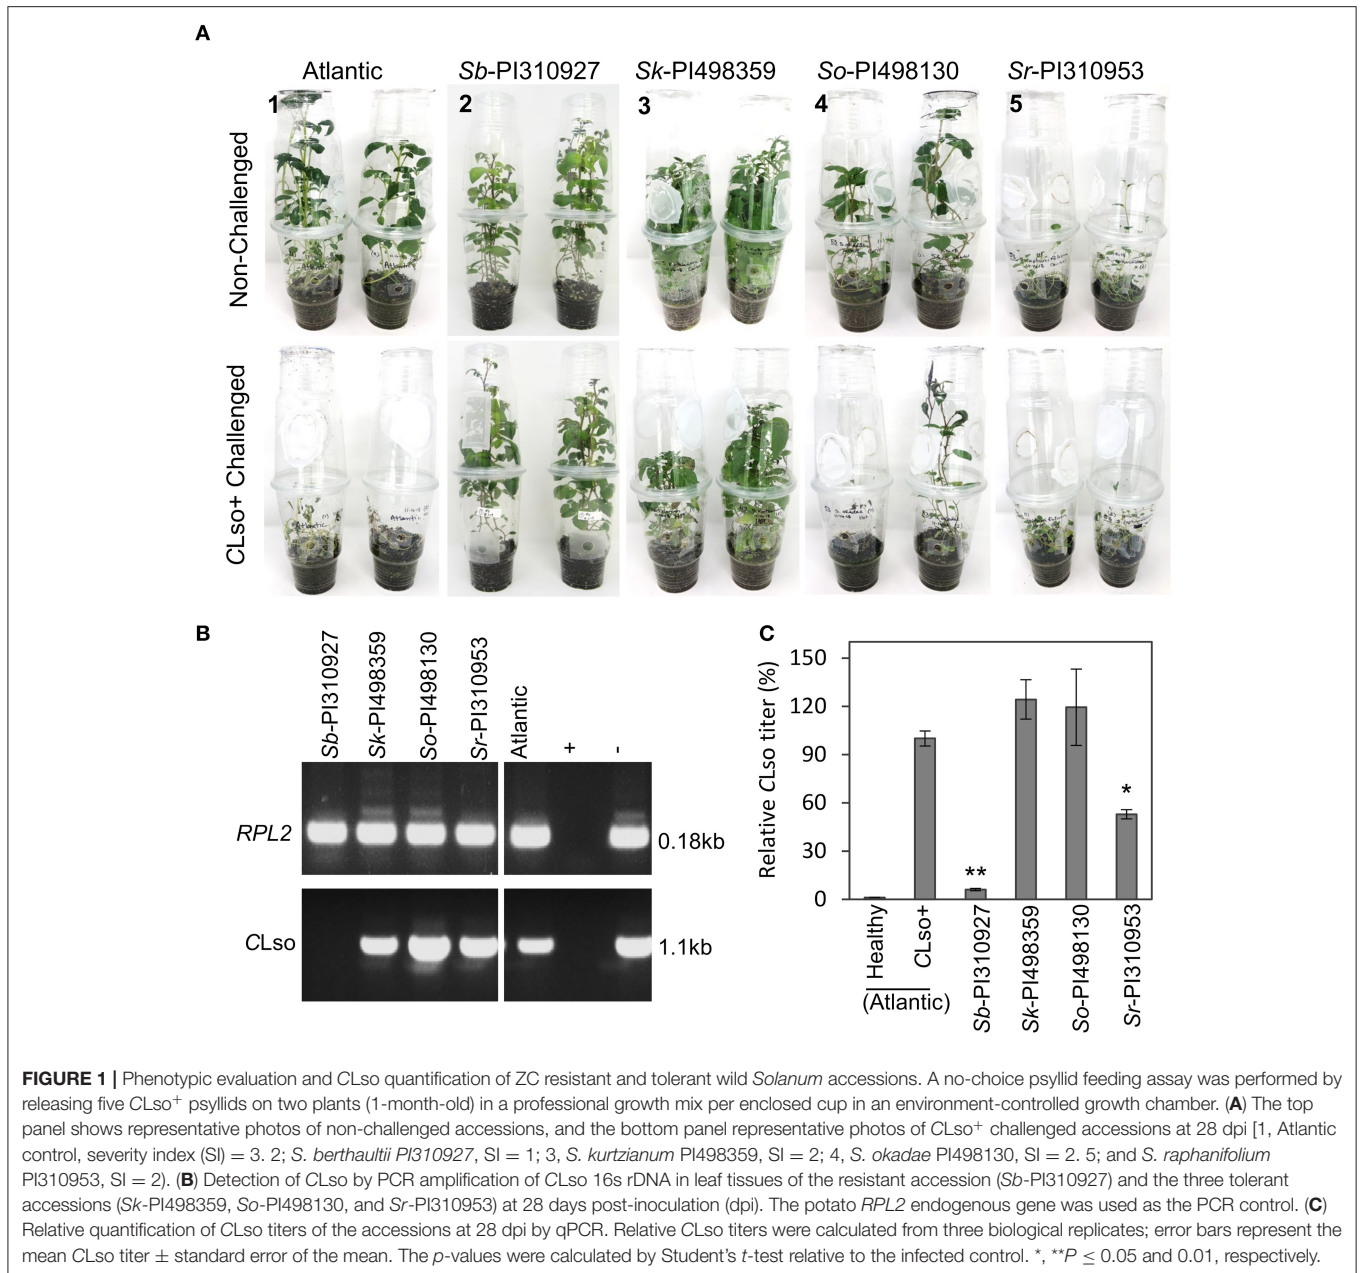 A
Atlantic
Sb-PI310927
Sk-PI498359
So-PI498130
Sr-PI310953
Non-Challenged
1
2
3
4
5
Atlantic
CLso+ Challenged
Atlantic
Atlantic
B
Sb-PI310927
Sk-PI498359
So-PI498130
Sr-PI310953
Atlantic
+
-
RPL2
0.18kb
CLso
1.1kb
C
Relative CLso titer (%)
150
120
90
60
30
0
**
*
Healthy
CLso+
(Atlantic)
Sb-PI310927
Sk-PI498359
So-PI498130
Sr-PI310953
FIGURE 1 | Phenotypic evaluation and CLso quantification of ZC resistant and tolerant wild Solanum accessions. A no-choice psyllid feeding assay was performed by
releasing five CLso+ psyllids on two plants (1-month-old) in a professional growth mix per enclosed cup in an environment-controlled growth chamber. (A) The top
panel shows representative photos of non-challenged accessions, and the bottom panel representative photos of CLso+ challenged accessions at 28 dpi [1, Atlantic
control, severity index (SI) = 3. 2; S. berthaultii PI310927, SI = 1; 3, S. kurtzianum PI498359, SI = 2; 4, S. okadae PI498130, SI = 2. 5; and S. raphanifolium
PI310953, SI = 2). (B) Detection of CLso by PCR amplification of CLso 16s rDNA in leaf tissues of the resistant accession (Sb-PI310927) and the three tolerant
accessions (Sk-PI498359, So-PI498130, and Sr-PI310953) at 28 days post-inoculation (dpi). The potato RPL2 endogenous gene was used as the PCR control. (C)
Relative quantification of CLso titers of the accessions at 28 dpi by qPCR. Relative CLso titers were calculated from three biological replicates; error bars represent the
mean CLso titer ± standard error of the mean. The p-values were calculated by Student's t-test relative to the infected control. *, **P ≤ 0.05 and 0.01, respectively.